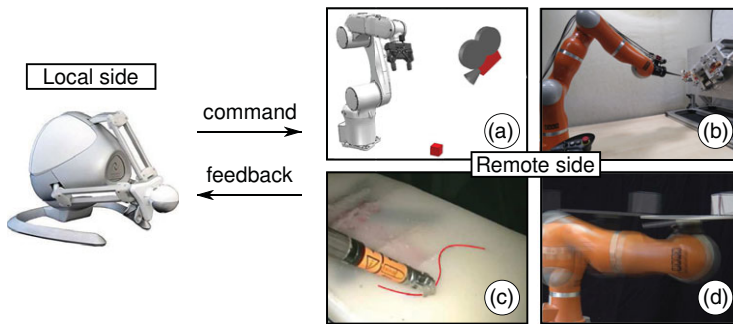 Local side
command
feedback
(a)
(b)
Remote side
(c)
(d)